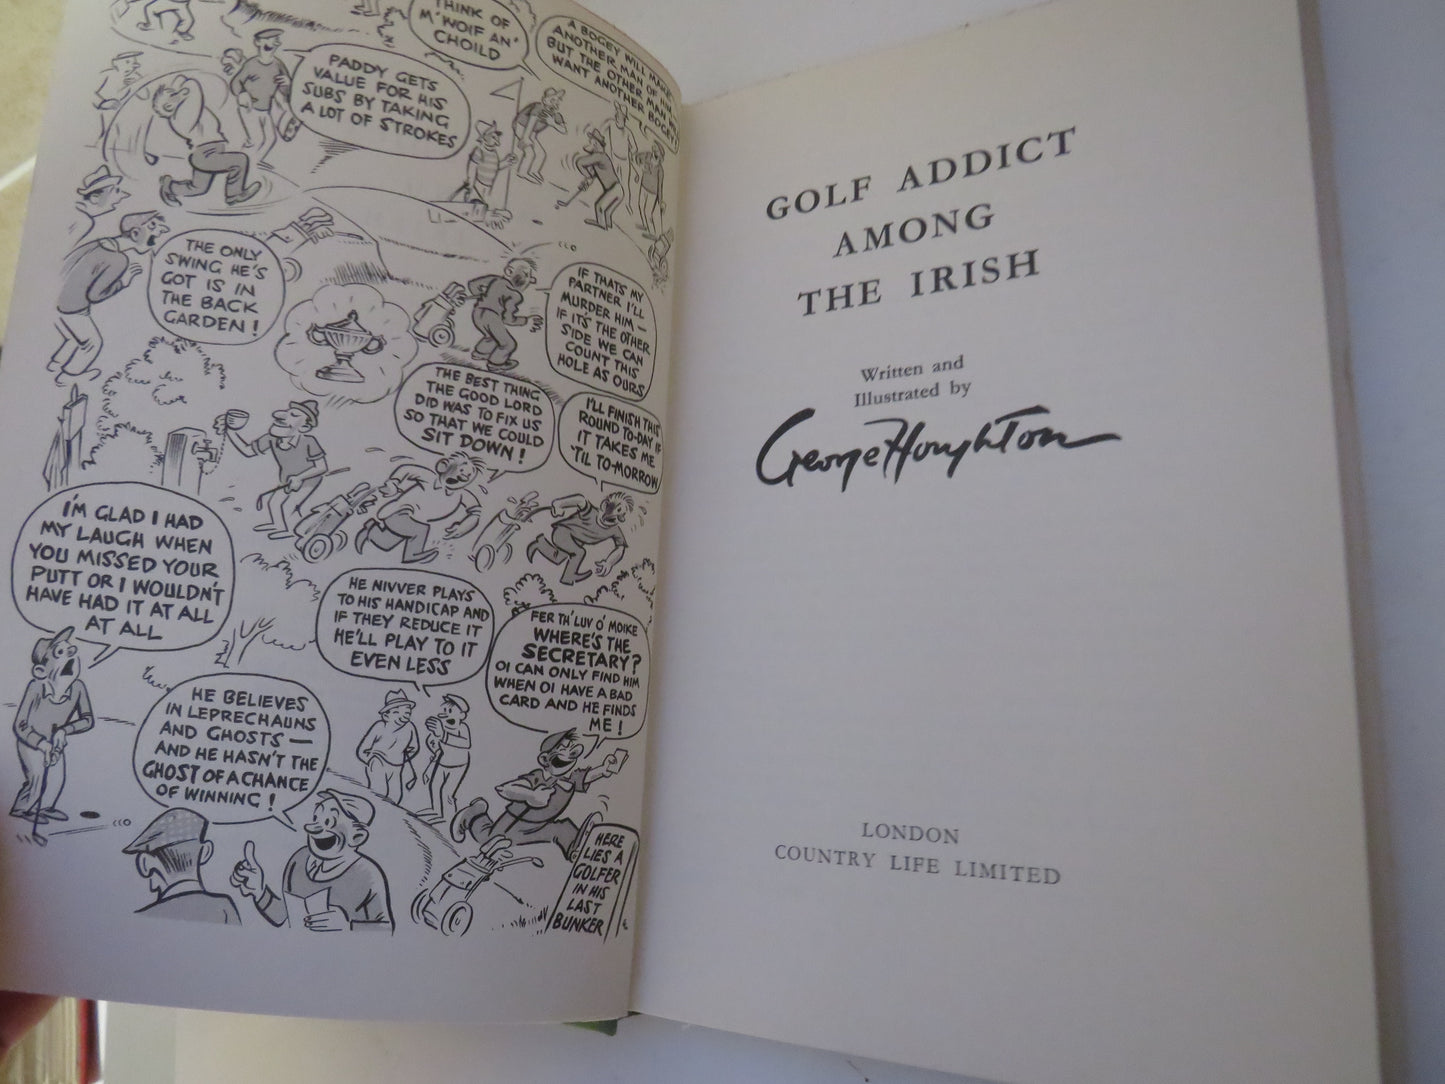 THINK OF
M'WOIF AN'
CHOILD
A BOGEY WILL MAKE
ANOTHER MAN OF HIM
BUT THE OTHER MAN WILL
WANT ANOTHER BOGEY!
PADDY GETS
VALUE FOR HIS
SUBS BY TAKING
A LOT OF STROKES
THE ONLY
SWING HE'S
GOT IS IN
THE BACK
GARDEN!
IF THATS MY
PARTNER I'LL
MURDER HIM —
IF IT'S THE OTHER
SIDE WE CAN
COUNT THIS
HOLE AS OURS
THE BEST THING
THE GOOD LORD
DID WAS TO FIX US
SO THAT WE COULD
SIT DOWN!
I'LL FINISH THIS
ROUND TO-DAY IF
IT TAKES ME
'TIL TO-MORROW
I'M GLAD I HAD
MY LAUGH WHEN
YOU MISSED YOUR
PUTT OR I WOULDN'T
HAVE HAD IT AT ALL
AT ALL
HE NIVVER PLAYS
TO HIS HANDICAP AND
IF THEY REDUCE IT
HE'LL PLAY TO IT
EVEN LESS
FER TH' LUV O' MOIKE
WHERE'S THE
SECRETARY?
OI CAN ONLY FIND HIM
WHEN OI HAVE A BAD
CARD AND HE FINDS
ME!
HE BELIEVES
IN LEPRECHAUNS
AND GHOSTS —
AND HE HASN'T THE
GHOST OF A CHANCE
OF WINNING!
HERE
LIES A
GOLFER
IN HIS
LAST
BUNKER
GOLF ADDICT
AMONG
THE IRISH
Written and
Illustrated by
George Houghton
LONDON
COUNTRY LIFE LIMITED